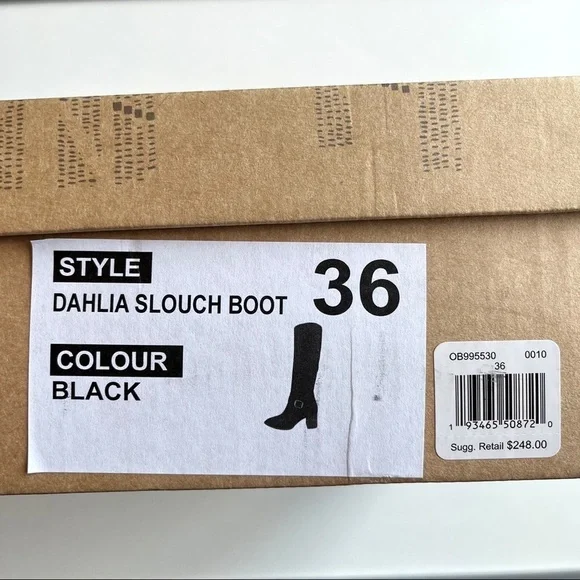 STYLE
DAHLIA SLOUCH BOOT
36
COLOUR
BLACK
OB995530 0010
36
1 93465 50872 0
Sugg. Retail $248.00